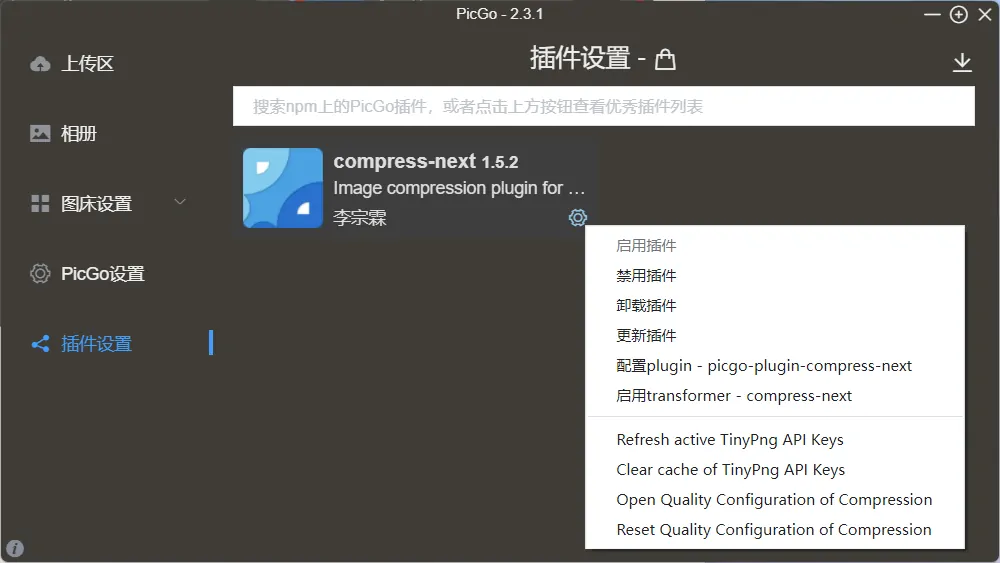 PicGo - 2.3.1
上传区
相册
图床设置
PicGo设置
插件设置
插件设置 -
搜索npm上的PicGo插件，或者点击上方按钮查看优秀插件列表
compress-next 1.5.2
Image compression plugin for ...
李宗霖
启用插件
禁用插件
卸载插件
更新插件
配置plugin - picgo-plugin-compress-next
启用transformer - compress-next
Refresh active TinyPng API Keys
Clear cache of TinyPng API Keys
Open Quality Configuration of Compression
Reset Quality Configuration of Compression